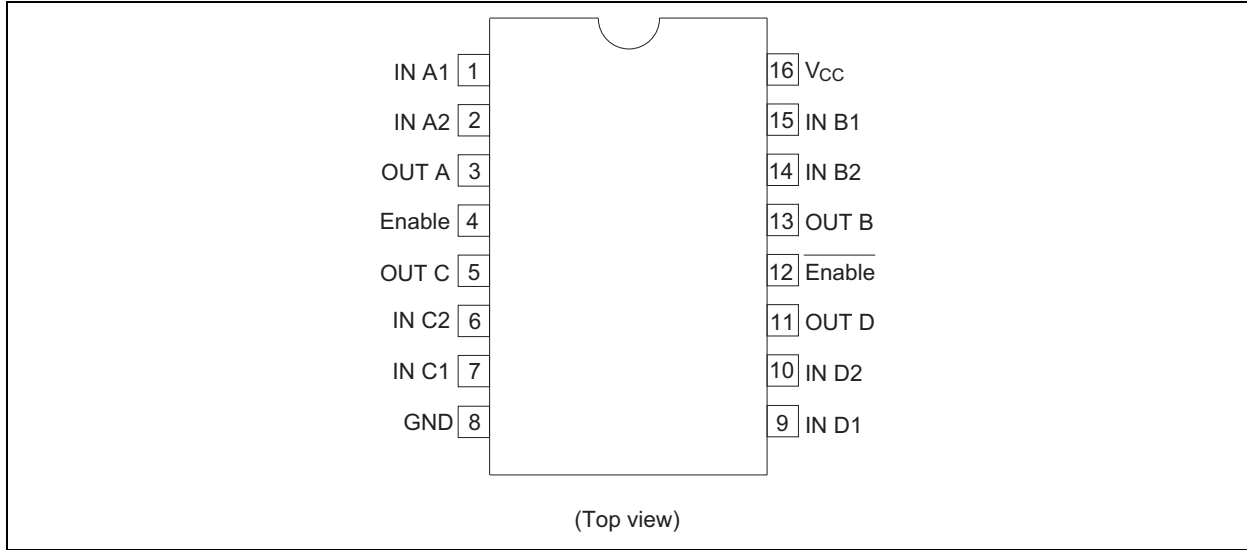 IN A1 1
IN A2 2
OUT A 3
Enable 4
OUT C 5
IN C2 6
IN C1 7
GND 8
16 VCC
15 IN B1
14 IN B2
13 OUT B
12 Enable
11 OUT D
10 IN D2
9 IN D1
(Top view)